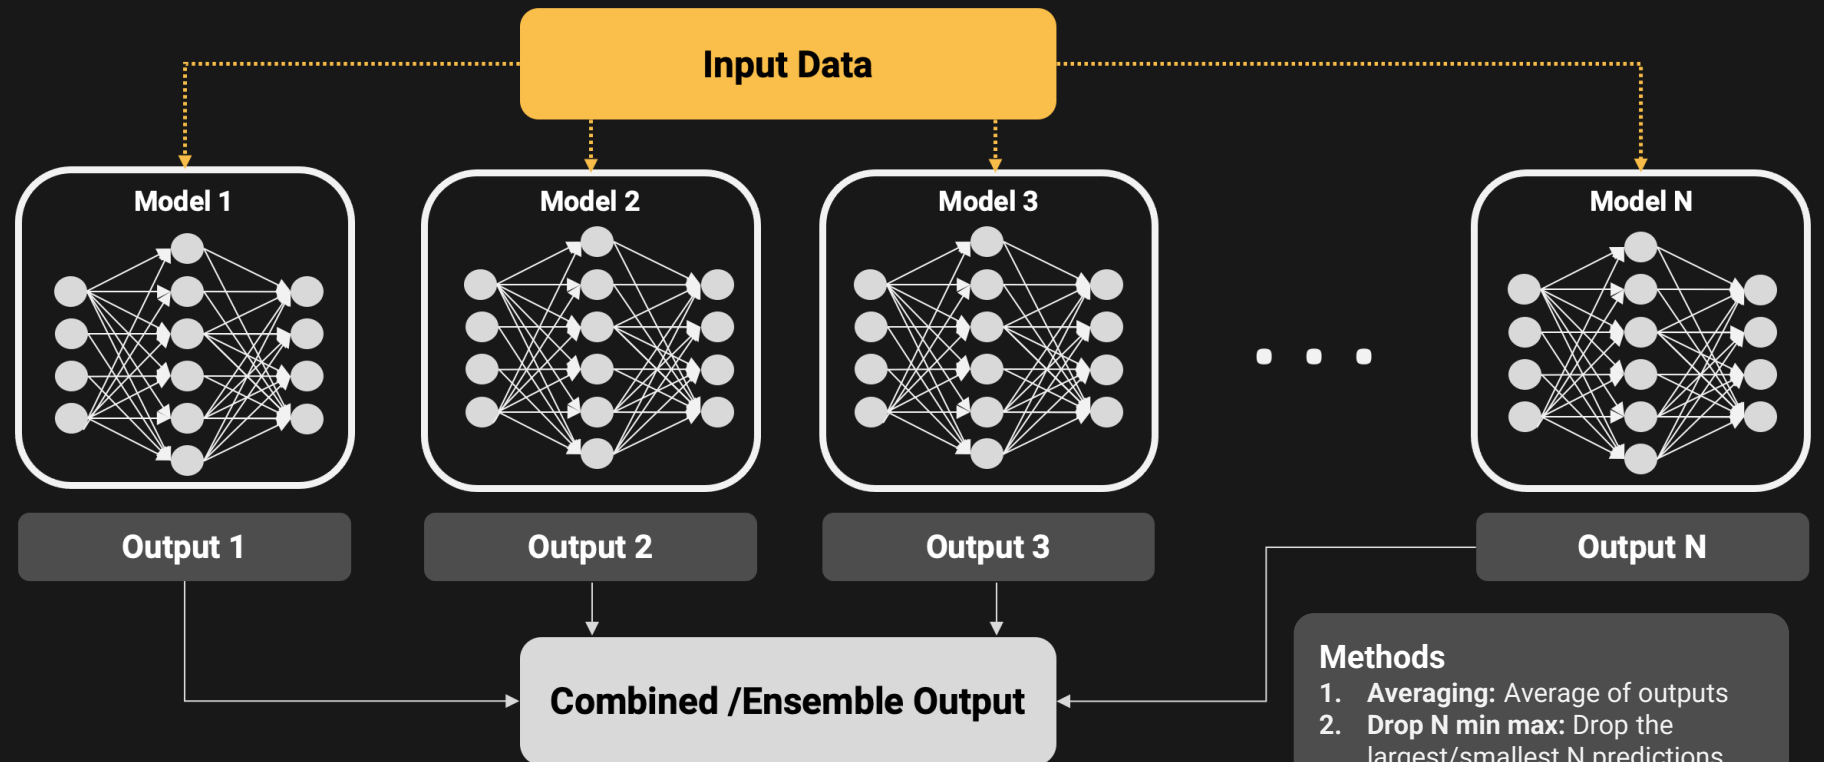 Input Data
Model 1
Model 2
Model 3
Model N
Output 1
Output 2
Output 3
Output N
Combined /Ensemble Output
Methods
1. Averaging: Average of outputs
2. Drop N min max: Drop the
largest/smallest N predictions